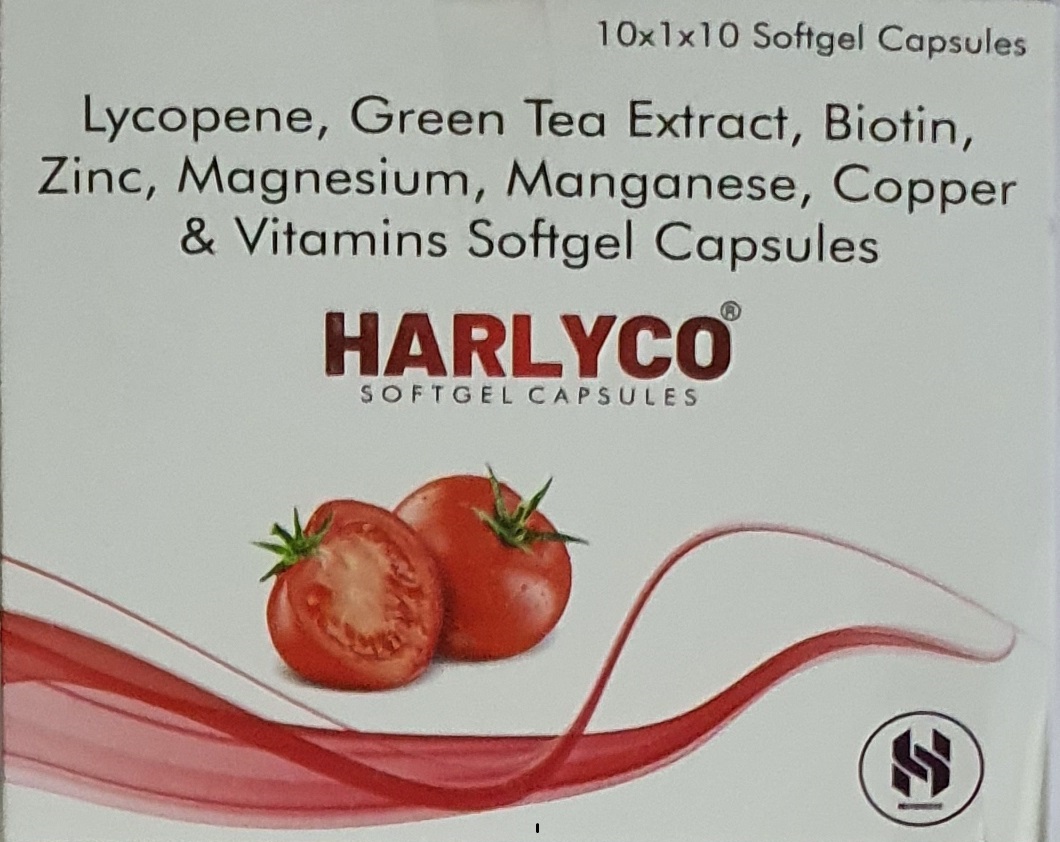 10x1x10 Softgel Capsules
Lycopene, Green Tea Extract, Biotin,
Zinc, Magnesium, Manganese, Copper
& Vitamins Softgel Capsules
HARLYCO®
SOFTGEL CAPSULES